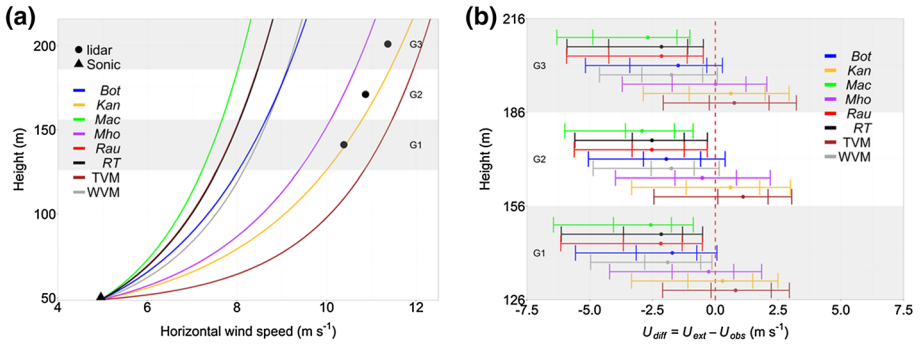 (a)
200
150
100
50
Height (m)
4
6
8
10
12
Horizontal wind speed (m s⁻¹)
lidar
Sonic
Bot
Kan
Mac
Mho
Rau
RT
TVM
WVM
G3
G2
G1
(b)
216
186
156
126
Height (m)
G3
G2
G1
-7.5
-5.0
-2.5
0.0
2.5
5.0
7.5
U_diff = U_ext − U_obs (m s⁻¹)
Bot
Kan
Mac
Mho
Rau
RT
TVM
WVM